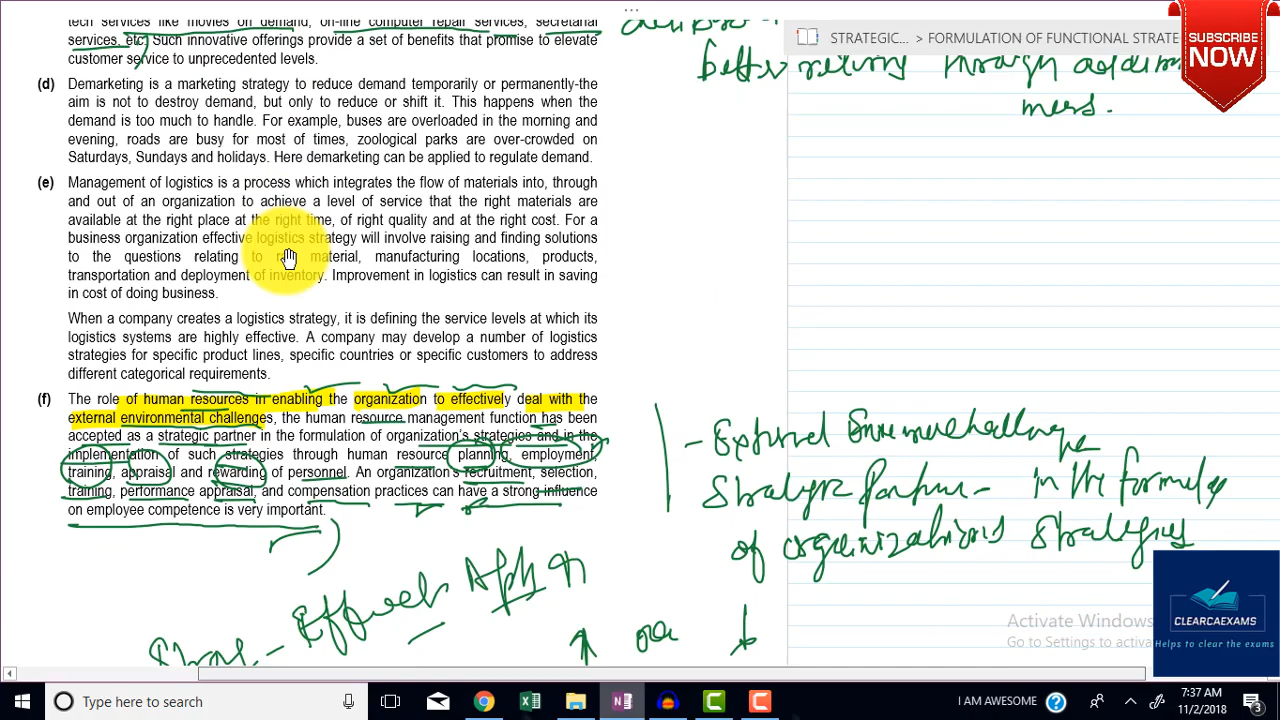 tech services like movies on demand, on-line computer repair services, secretarial
services, etc. Such innovative offerings provide a set of benefits that promise to elevate
customer service to unprecedented levels.
(d) Demarketing is a marketing strategy to reduce demand temporarily or permanently-the
aim is not to destroy demand, but only to reduce or shift it. This happens when the
demand is too much to handle. For example, buses are overloaded in the morning and
evening, roads are busy for most of times, zoological parks are over-crowded on
Saturdays, Sundays and holidays. Here demarketing can be applied to regulate demand.
(e) Management of logistics is a process which integrates the flow of materials into, through
and out of an organization to achieve a level of service that the right materials are
available at the right place at the right time, of right quality and at the right cost. For a
business organization effective logistics strategy will involve raising and finding solutions
to the questions relating to material, manufacturing locations, products,
transportation and deployment of inventory. Improvement in logistics can result in saving
in cost of doing business.
When a company creates a logistics strategy, it is defining the service levels at which its
logistics systems are highly effective. A company may develop a number of logistics
strategies for specific product lines, specific countries or specific customers to address
different categorical requirements.
(f) The role of human resources in enabling the organization to effectively deal with the
external environmental challenges, the human resource management function has been
accepted as a strategic partner in the formulation of organization's strategies and in the
implementation of such strategies through human resource planning, employment,
training, appraisal and rewarding of personnel. An organization's recruitment, selection,
training, performance appraisal, and compensation practices can have a strong influence
on employee competence is very important.
better through
STRATEGIC... > FORMULATION OF FUNCTIONAL STRATE
SUBSCRIBE
NOW
- External challenge
Strategic Partner - in the
of organizations strategies
Effective
or
Activate Windows
Go to Settings to activa
CLEARCAEXAMS
Helps to clear the exams
Type here to search
I AM AWESOME
7:37 AM
11/2/2018
3